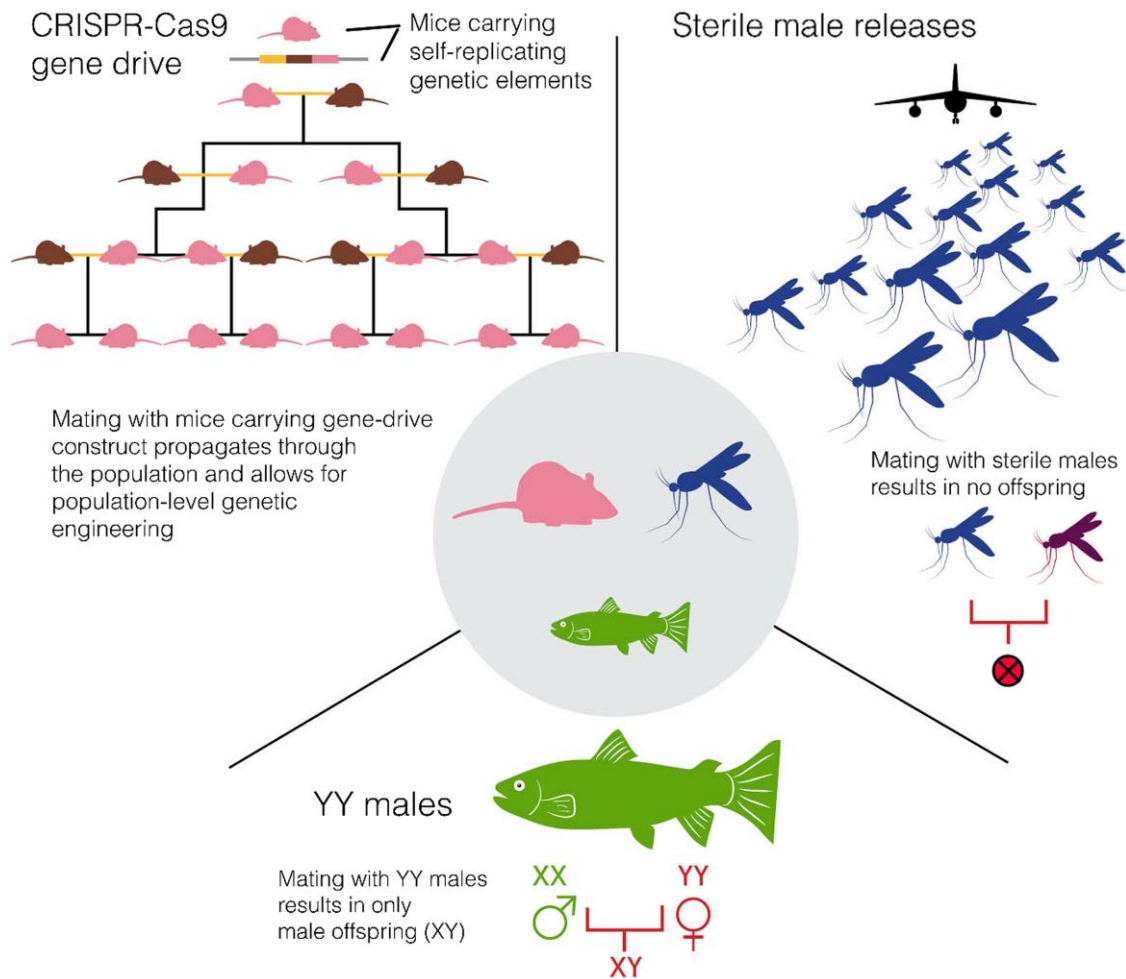 CRISPR-Cas9
gene drive
Mice carrying
self-replicating
genetic elements
Mating with mice carrying gene-drive
construct propagates through
the population and allows for
population-level genetic
engineering
Sterile male releases
Mating with sterile males
results in no offspring
YY males
Mating with YY males
results in only
male offspring (XY)
XX YY
♂ ♀
XY